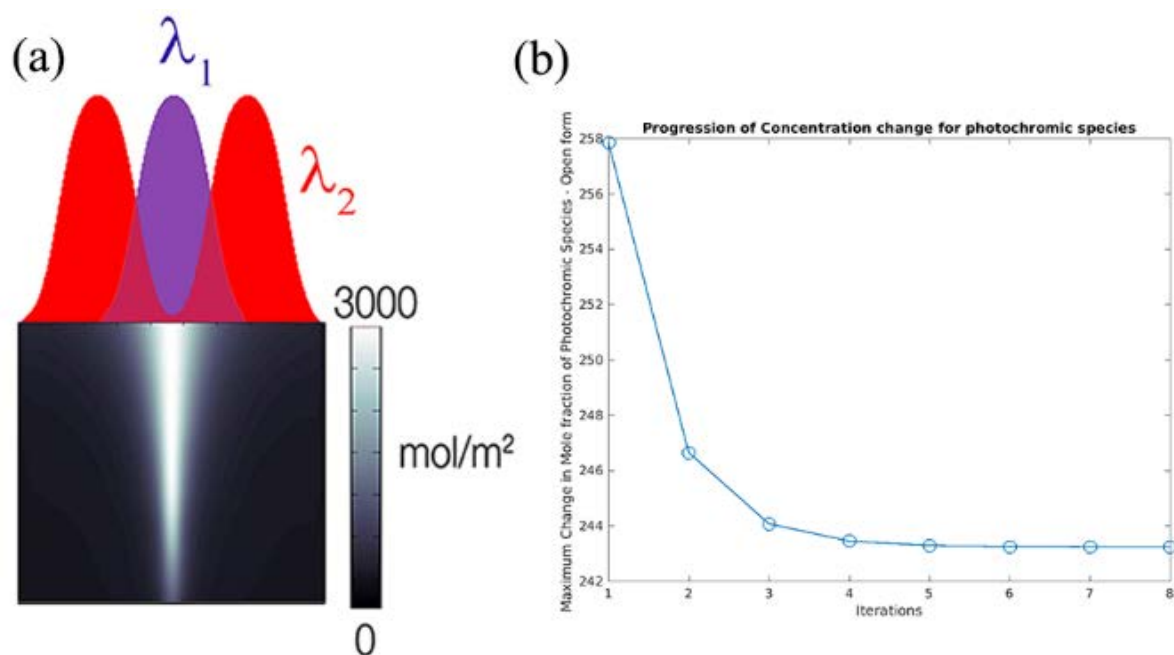 (a)
λ1
λ2
3000
mol/m²
0
(b)
Progression of Concentration change for photochromic species
Maximum Change in Mole fraction of Photochromic Species - Open form
258
256
254
252
250
248
246
244
242
1 2 3 4 5 6 7 8
Iterations